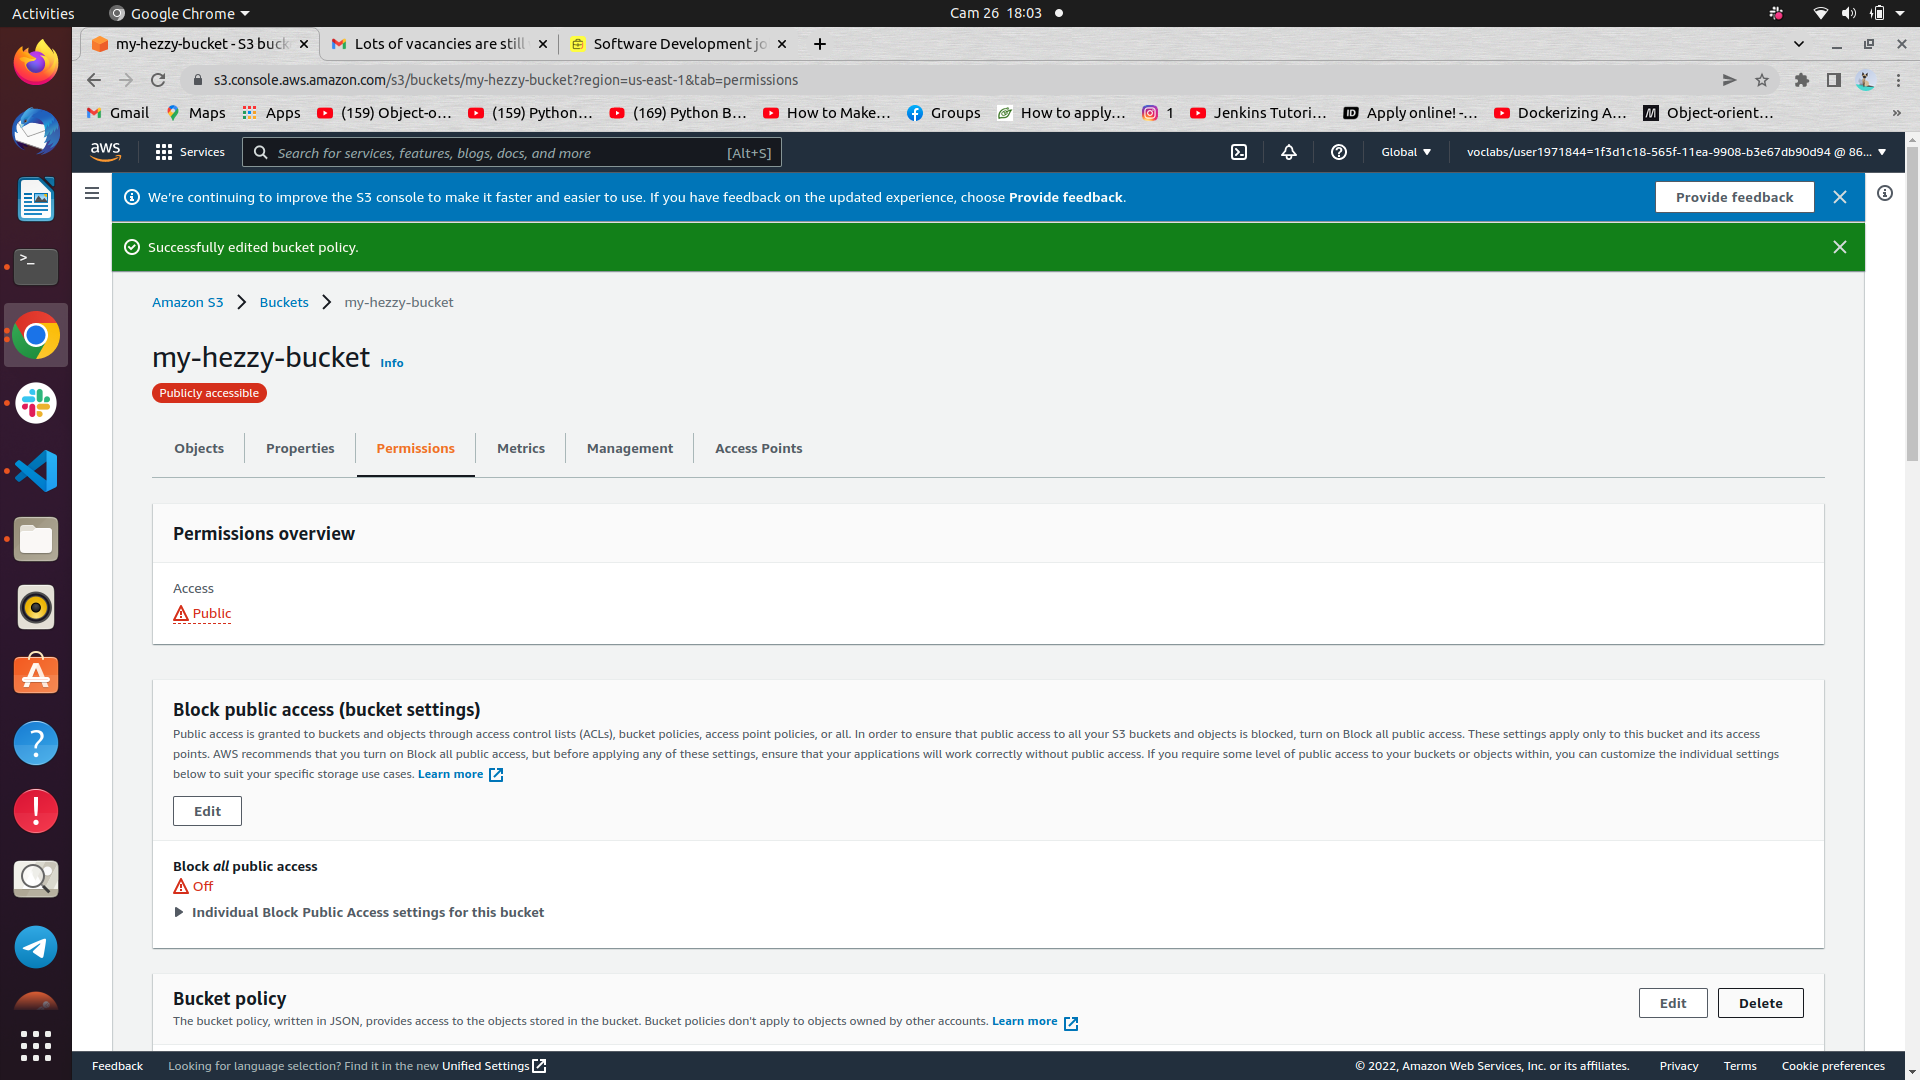 Activities
Google Chrome
Cam 26 18:03
my-hezzy-bucket - S3 buck
Lots of vacancies are still
Software Development jo
s3.console.aws.amazon.com/s3/buckets/my-hezzy-bucket?region=us-east-1&tab=permissions
Gmail
Maps
Apps
(159) Object-o...
(159) Python...
(169) Python B...
How to Make...
Groups
How to apply...
1
Jenkins Tutori...
Apply online! -...
Dockerizing A...
Object-orient...
»
aws
Services
Search for services, features, blogs, docs, and more
[Alt+S]
Global
voclabs/user1971844=1f3d1c18-565f-11ea-9908-b3e67db90d94 @ 86...
We're continuing to improve the S3 console to make it faster and easier to use. If you have feedback on the updated experience, choose Provide feedback.
Provide feedback
Successfully edited bucket policy.
Amazon S3
Buckets
my-hezzy-bucket
my-hezzy-bucket Info
Publicly accessible
Objects
Properties
Permissions
Metrics
Management
Access Points
Permissions overview
Access
Public
Block public access (bucket settings)
Public access is granted to buckets and objects through access control lists (ACLs), bucket policies, access point policies, or all. In order to ensure that public access to all your S3 buckets and objects is blocked, turn on Block all public access. These settings apply only to this bucket and its access
points. AWS recommends that you turn on Block all public access, but before applying any of these settings, ensure that your applications will work correctly without public access. If you require some level of public access to your buckets or objects within, you can customize the individual settings
below to suit your specific storage use cases. Learn more
Edit
Block all public access
Off
Individual Block Public Access settings for this bucket
Bucket policy
The bucket policy, written in JSON, provides access to the objects stored in the bucket. Bucket policies don't apply to objects owned by other accounts. Learn more
Edit
Delete
Feedback
Looking for language selection? Find it in the new Unified Settings
© 2022, Amazon Web Services, Inc. or its affiliates.
Privacy
Terms
Cookie preferences